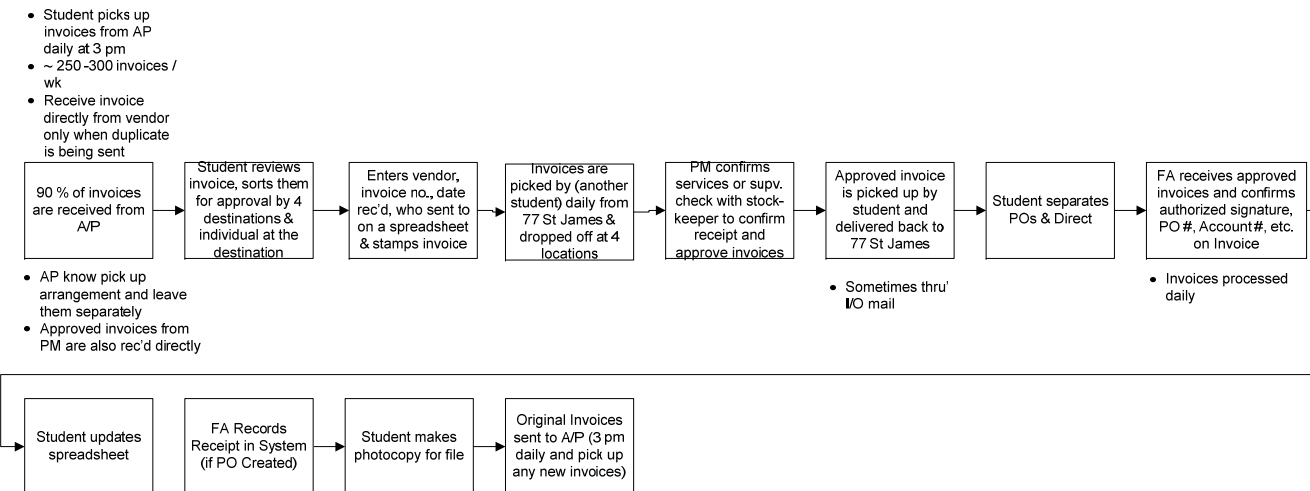 • Student picks up
invoices from AP
daily at 3 pm
• ~ 250-300 invoices /
wk
• Receive invoice
directly from vendor
only when duplicate
is being sent
90 % of invoices
are received from
A/P
Student reviews
invoice, sorts them
for approval by 4
destinations &
individual at the
destination
Enters vendor,
invoice no., date
rec'd, who sent to
on a spreadsheet
& stamps invoice
Invoices are
picked by (another
student) daily from
77 St James &
dropped off at 4
locations
PM confirms
services or supv.
check with stock-
keeper to confirm
receipt and
approve invoices
Approved invoice
is picked up by
student and
delivered back to
77 St James
Student separates
POs & Direct
FA receives approved
invoices and confirms
authorized signature,
PO #, Account#, etc.
on Invoice
• AP know pick up
arrangement and leave
them separately
• Approved invoices from
PM are also rec'd directly
• Sometimes thru'
I/O mail
• Invoices processed
daily
Student updates
spreadsheet
FA Records
Receipt in System
(if PO Created)
Student makes
photocopy for file
Original Invoices
sent to A/P (3 pm
daily and pick up
any new invoices)